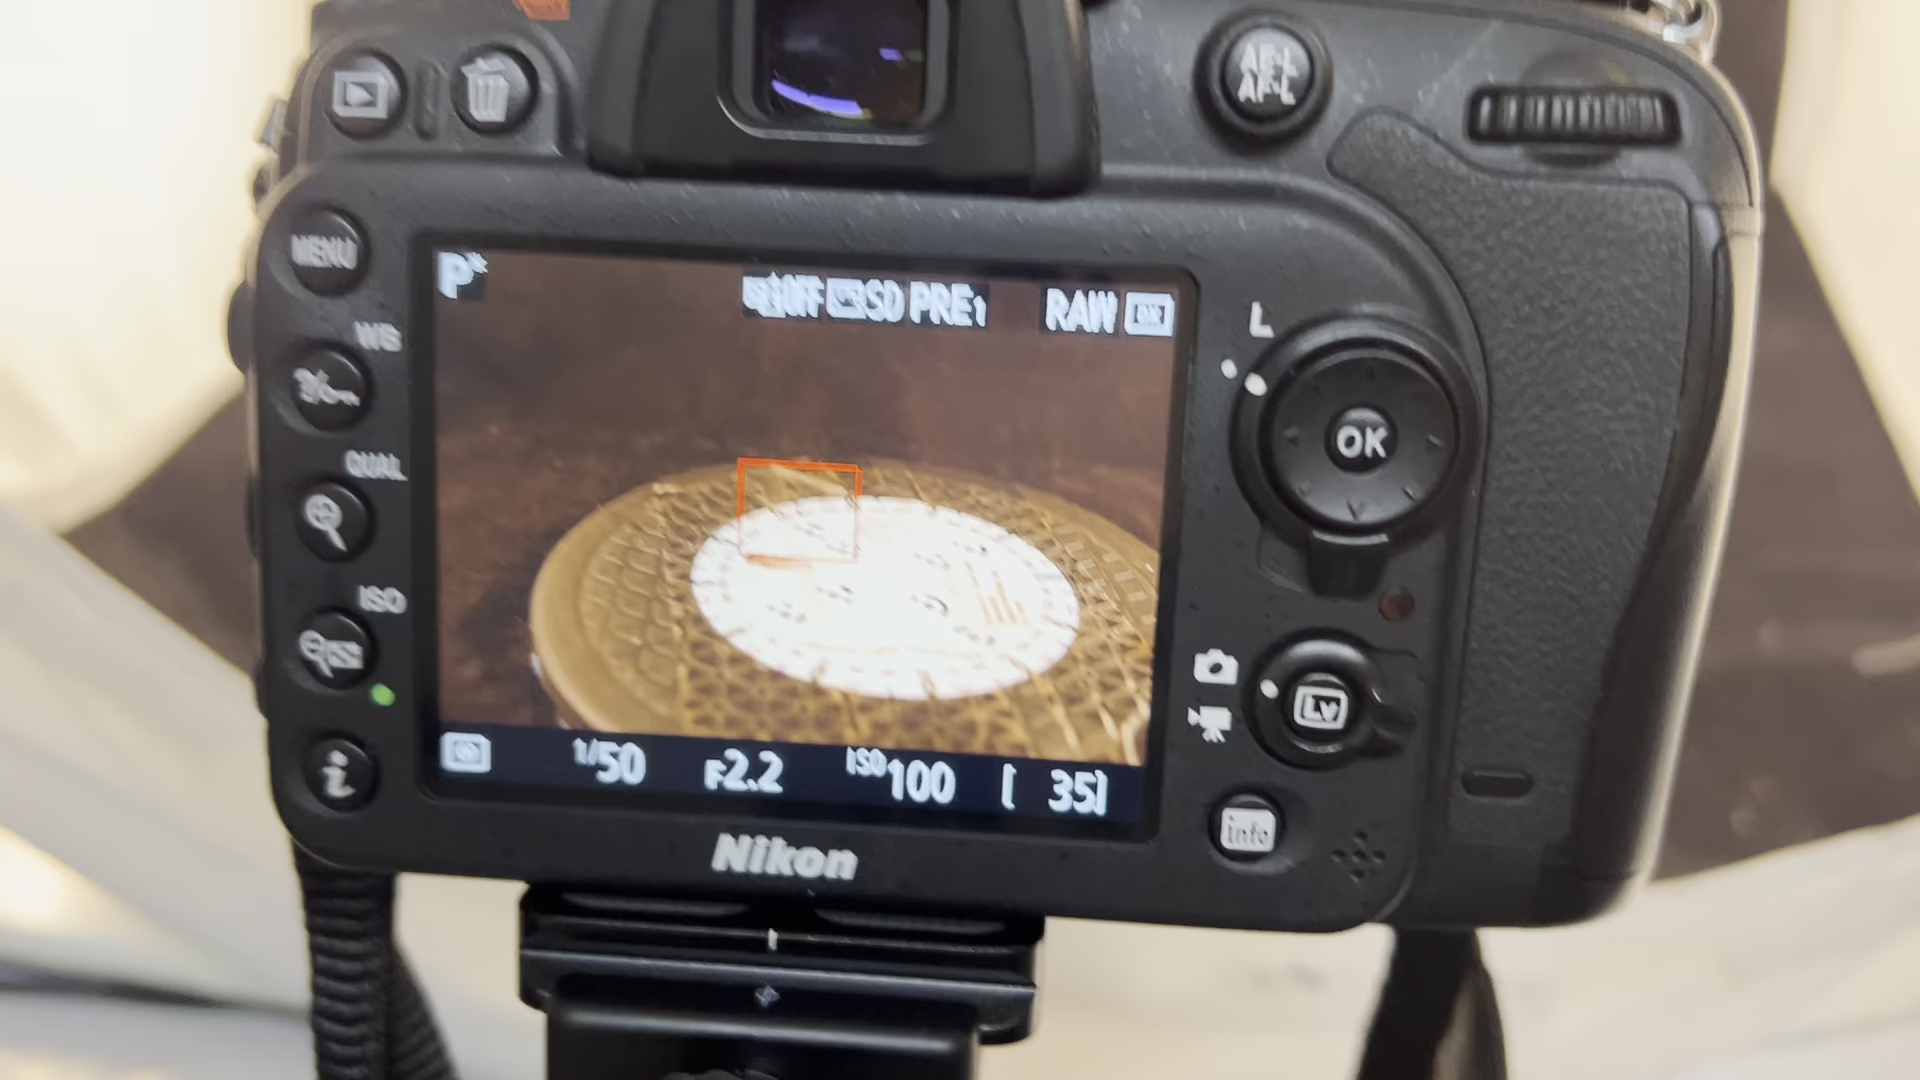 AE-L
AF-L
MENU
WB
QUAL
ISO
i
P*
OFF SD PRE1 RAW
1/50 F2.2 ISO100 [ 35]
Nikon
L
OK
Lv
info